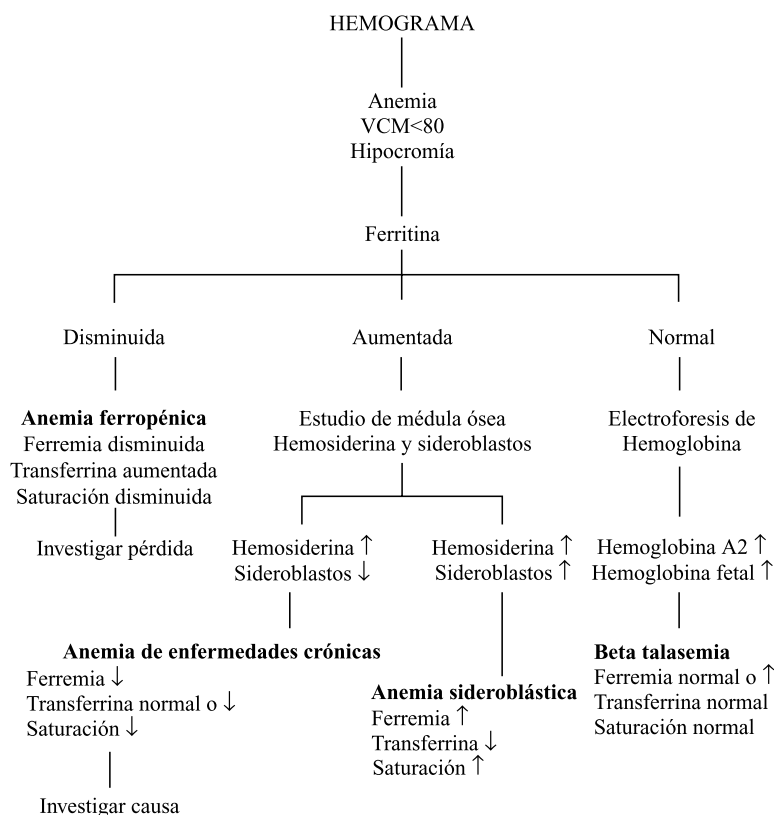 HEMOGRAMA
Anemia
VCM<80
Hipocromía
Ferritina
Disminuida
Anemia ferropénica
Ferremia disminuida
Transferrina aumentada
Saturación disminuida
Investigar pérdida
Aumentada
Estudio de médula ósea
Hemosiderina y sideroblastos
Hemosiderina ↑
Sideroblastos ↓
Anemia de enfermedades crónicas
Ferremia ↓
Transferrina normal o ↓
Saturación ↓
Investigar causa
Hemosiderina ↑
Sideroblastos ↑
Anemia sideroblástica
Ferremia ↑
Transferrina ↓
Saturación ↑
Normal
Electroforesis de
Hemoglobina
Hemoglobina A2 ↑
Hemoglobina fetal ↑
Beta talasemia
Ferremia normal o ↑
Transferrina normal
Saturación normal